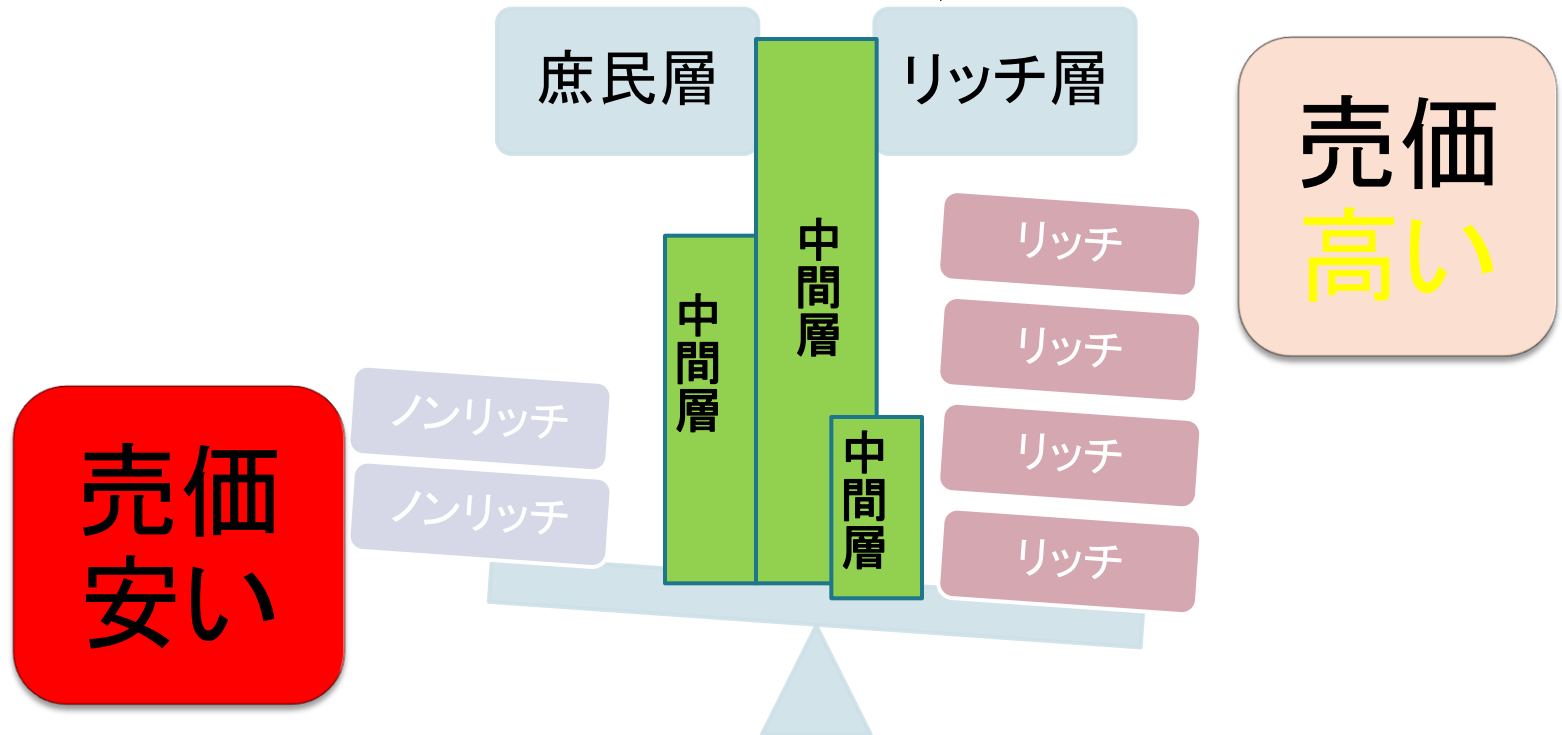 庶民層
リッチ層
売価
高い
中間層
中間層
中間層
リッチ
リッチ
リッチ
リッチ
ノンリッチ
ノンリッチ
売価
安い